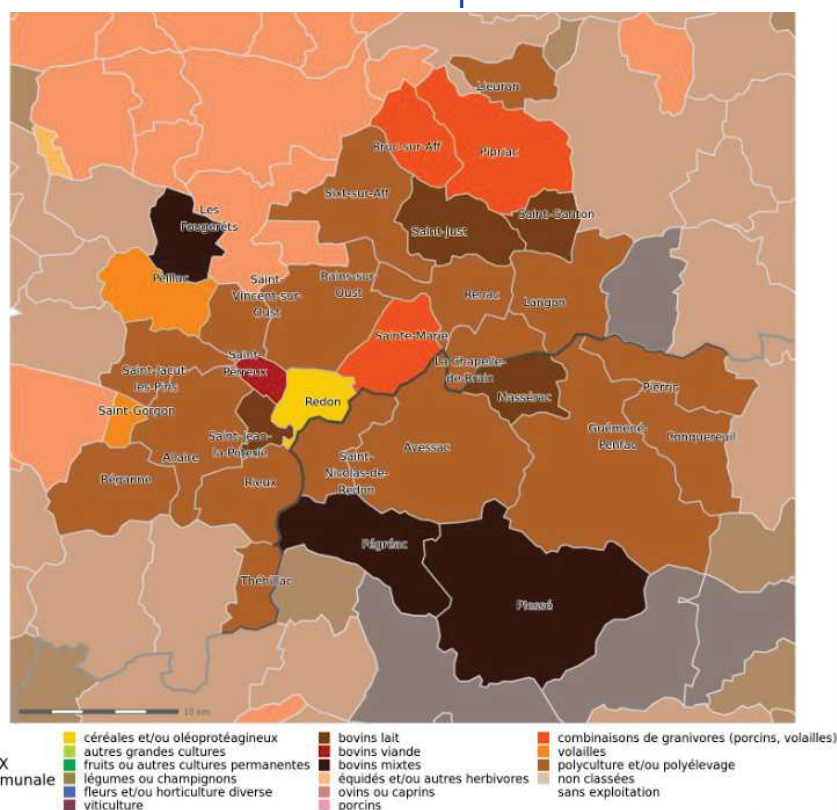 Lieuron
Bruc-sur-Aff
Pipriac
Sixt-sur-Aff
Les
Fougerêts
Saint-Just
Saint-Ganton
Peillac
Saint-
Vincent-sur-
Oust
Bains-sur-
Oust
Renac
Langon
Sainte-Marie
Saint-
Perreux
La Chapelle-
de-Brain
Saint-Jacut
les-Pins
Redon
Massérac
Pierric
Saint-Gorgon
Guémené-
Penfao
Conquereuil
Saint-Jean-
la-Poterie
Allaire
Avessac
Saint-
Nicolas-de-
Redon
Béganne
Rieux
Fégréac
Théhillac
Plessé
10 km
céréales et/ou oléoprotéagineux
autres grandes cultures
fruits ou autres cultures permanentes
légumes ou champignons
fleurs et/ou horticulture diverse
viticulture
bovins lait
bovins viande
bovins mixtes
équidés et/ou autres herbivores
ovins ou caprins
porcins
combinaisons de granivores (porcins, volailles)
volailles
polyculture et/ou polyélevage
non classées
sans exploitation
X
munale